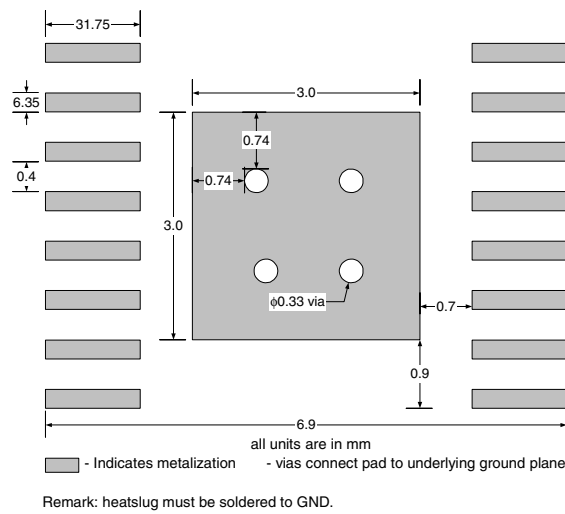 31.75
6.35
3.0
0.74
0.74
0.4
3.0
ϕ0.33 via
0.7
0.9
6.9
all units are in mm
- Indicates metalization - vias connect pad to underlying ground plane
Remark: heatslug must be soldered to GND.